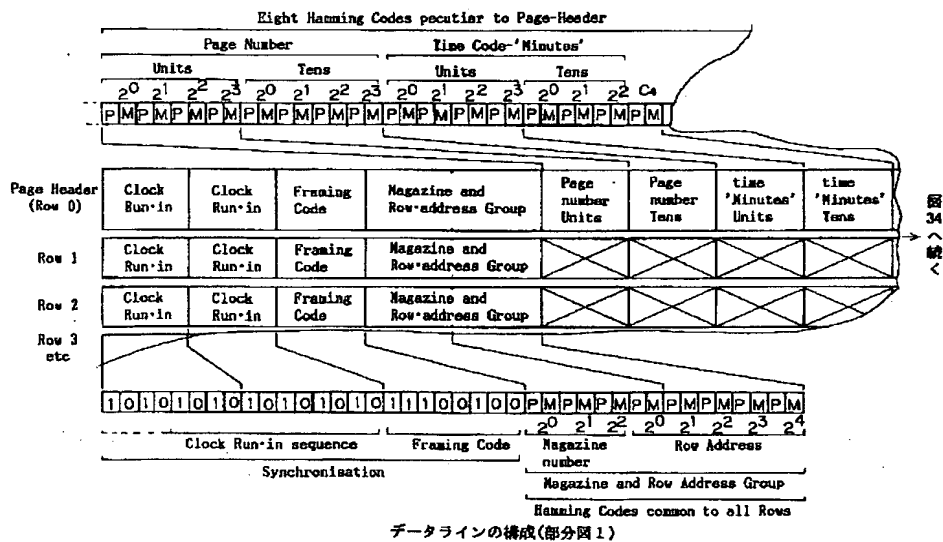 Eight Hamming Codes pecutiar to Page-Header
Page Number Time Code-'Minutes'
Units Tens Units Tens
2⁰ 2¹ 2² 2³ 2⁰ 2¹ 2² 2³ 2⁰ 2¹ 2² 2³ 2⁰ 2¹ 2² C4
P M P M P M P M P M P M P M P M P M P M P M P M P M P M P M P M
Page Header (Row 0)
Clock Bun·in
Clock Run·in
Framing Code
Magazine and Row-address Group
Page number Units
Page number Tens
time 'Minutes' Units
time 'Minutes' Tens
Row 1
Clock Run·in
Clock Run·in
Framing Code
Magazine and Row·address Group
Row 2
Clock Run·in
Clock Run·in
Framing Code
Magazine and Row·address Group
Row 3 etc
図34へ続く
1 0 1 0 1 0 1 0 1 0 1 0 1 0 1 0 1 1 1 0 0 1 0 0 P M P M P M P M P M P M P M P M
2⁰ 2¹ 2² 2⁰ 2¹ 2² 2³ 2⁴
Clock Run·in sequence
Framing Code
Magazine number
Row Address
Synchronisation
Magazine and Row Address Group
Hamming Codes common to all Rows
データラインの構成(部分図1)